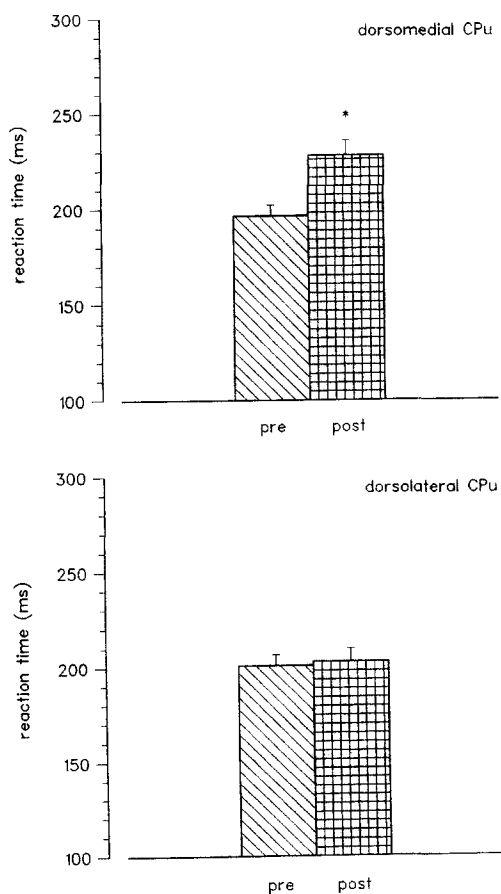 dorsomedial CPu
300
250
*
200
150
100
reaction time (ms)
pre post
dorsolateral CPu
300
250
200
150
100
reaction time (ms)
pre post